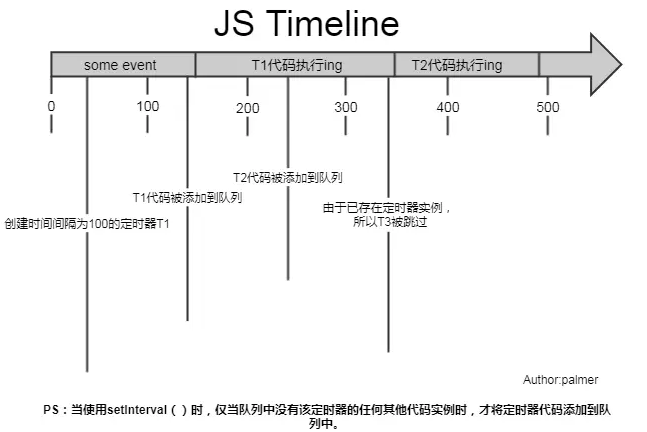 JS Timeline
some event
T1代码执行ing
T2代码执行ing
0
100
200
300
400
500
T2代码被添加到队列
T1代码被添加到队列
由于已存在定时器实例，
所以T3被跳过
创建时间间隔为100的定时器T1
Author:palmer
PS：当使用setInterval（）时，仅当队列中没有该定时器的任何其他代码实例时，才将定时器代码添加到队
列中。